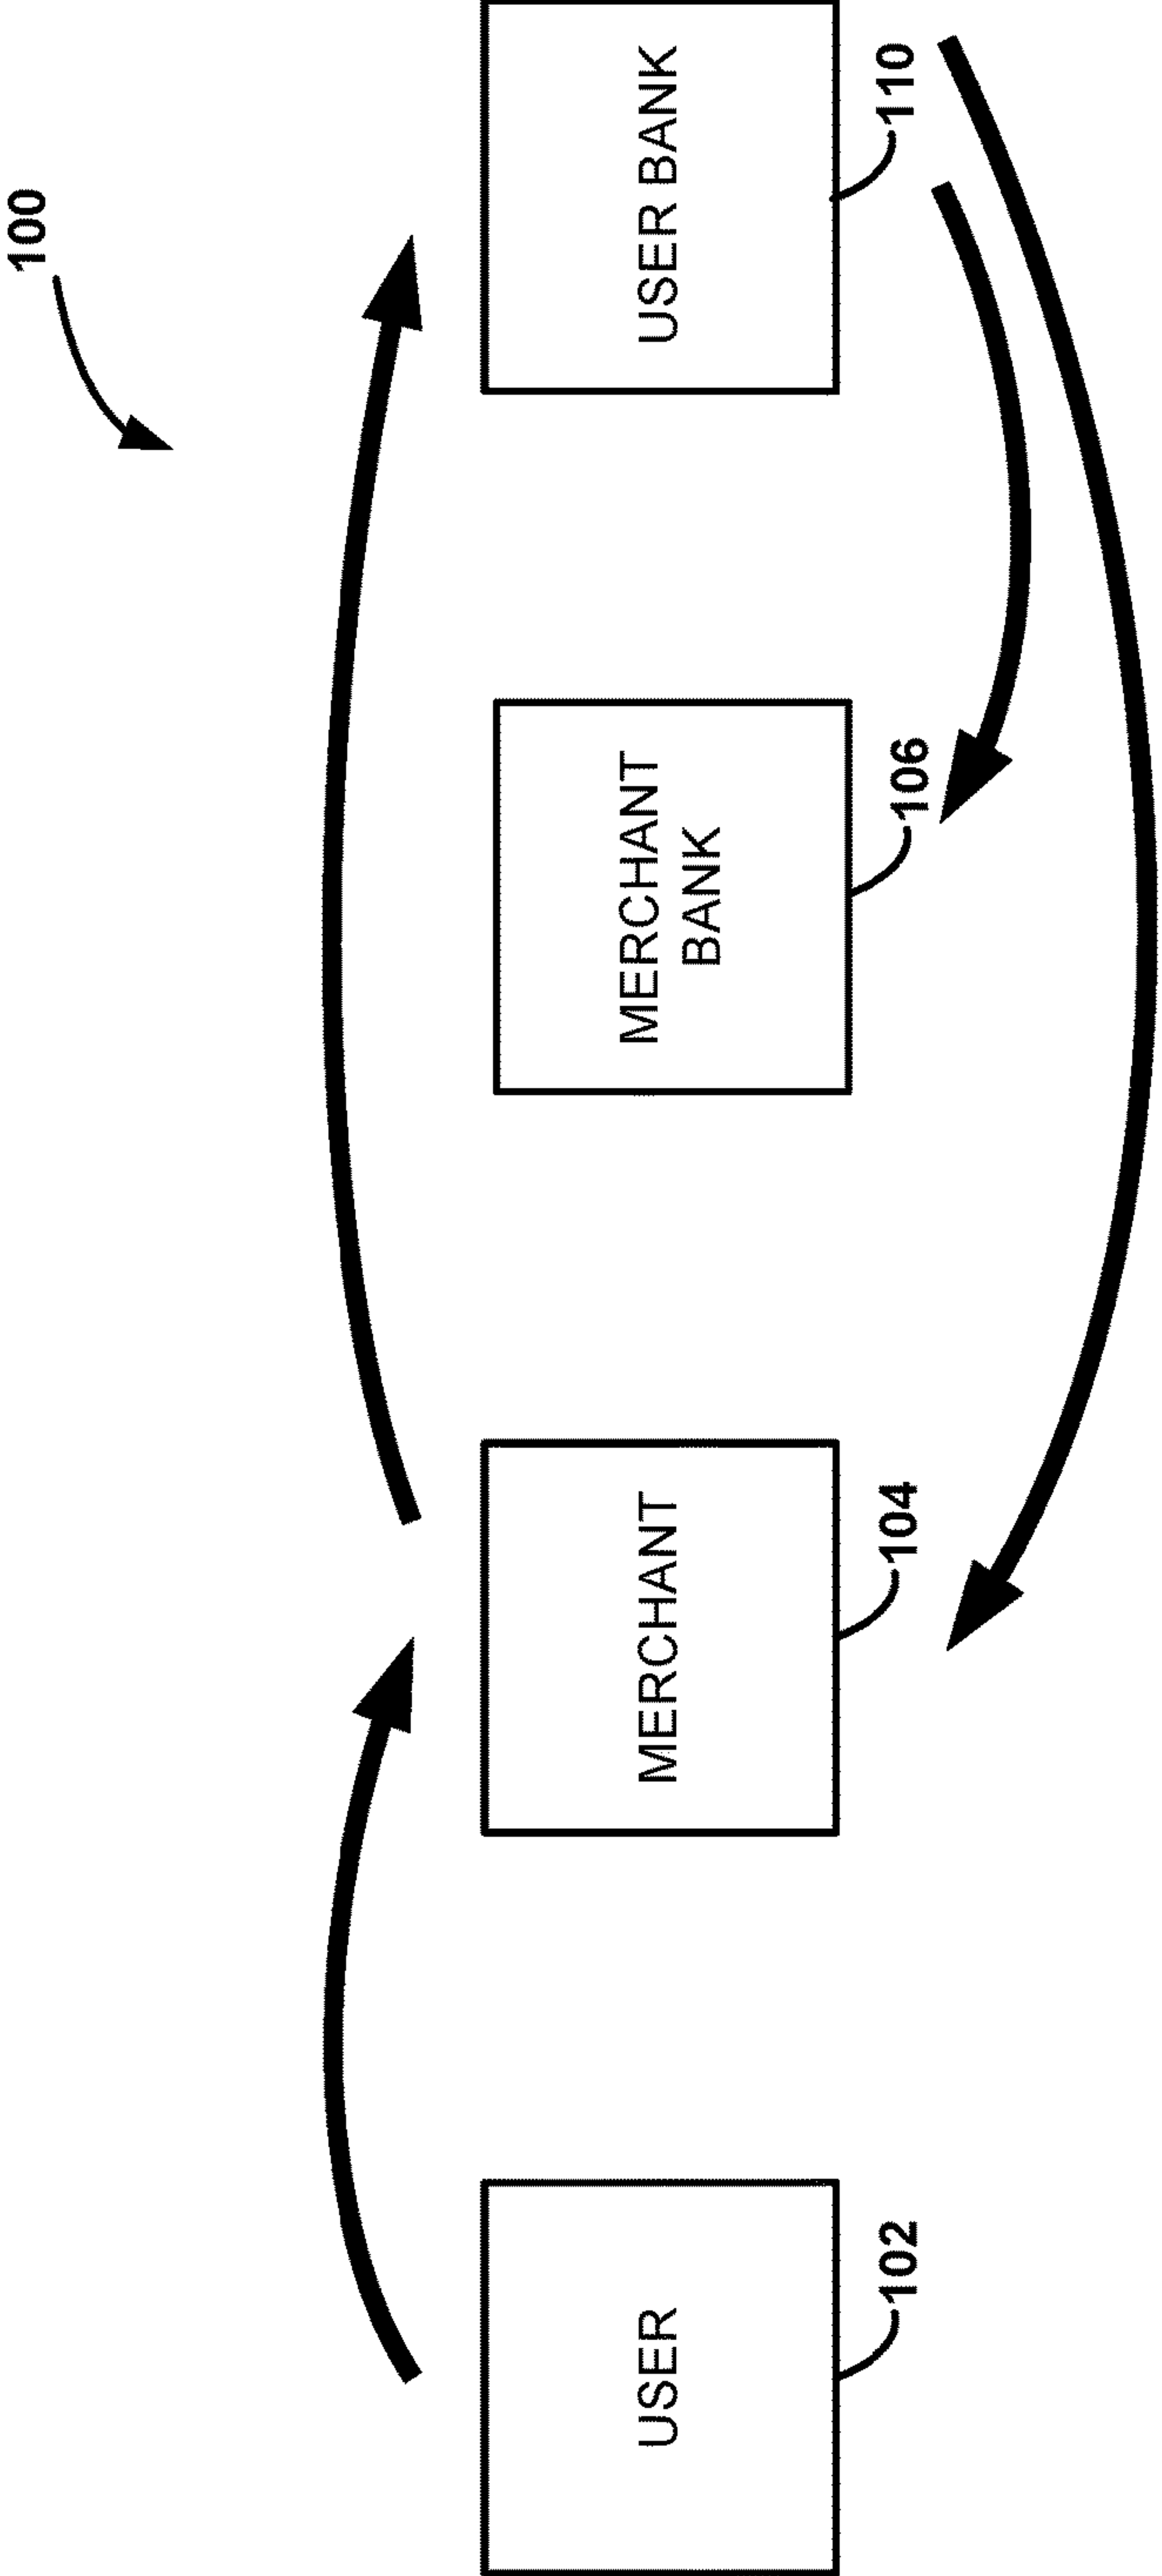 100
USER
102
MERCHANT
104
MERCHANT
BANK
106
USER BANK
110